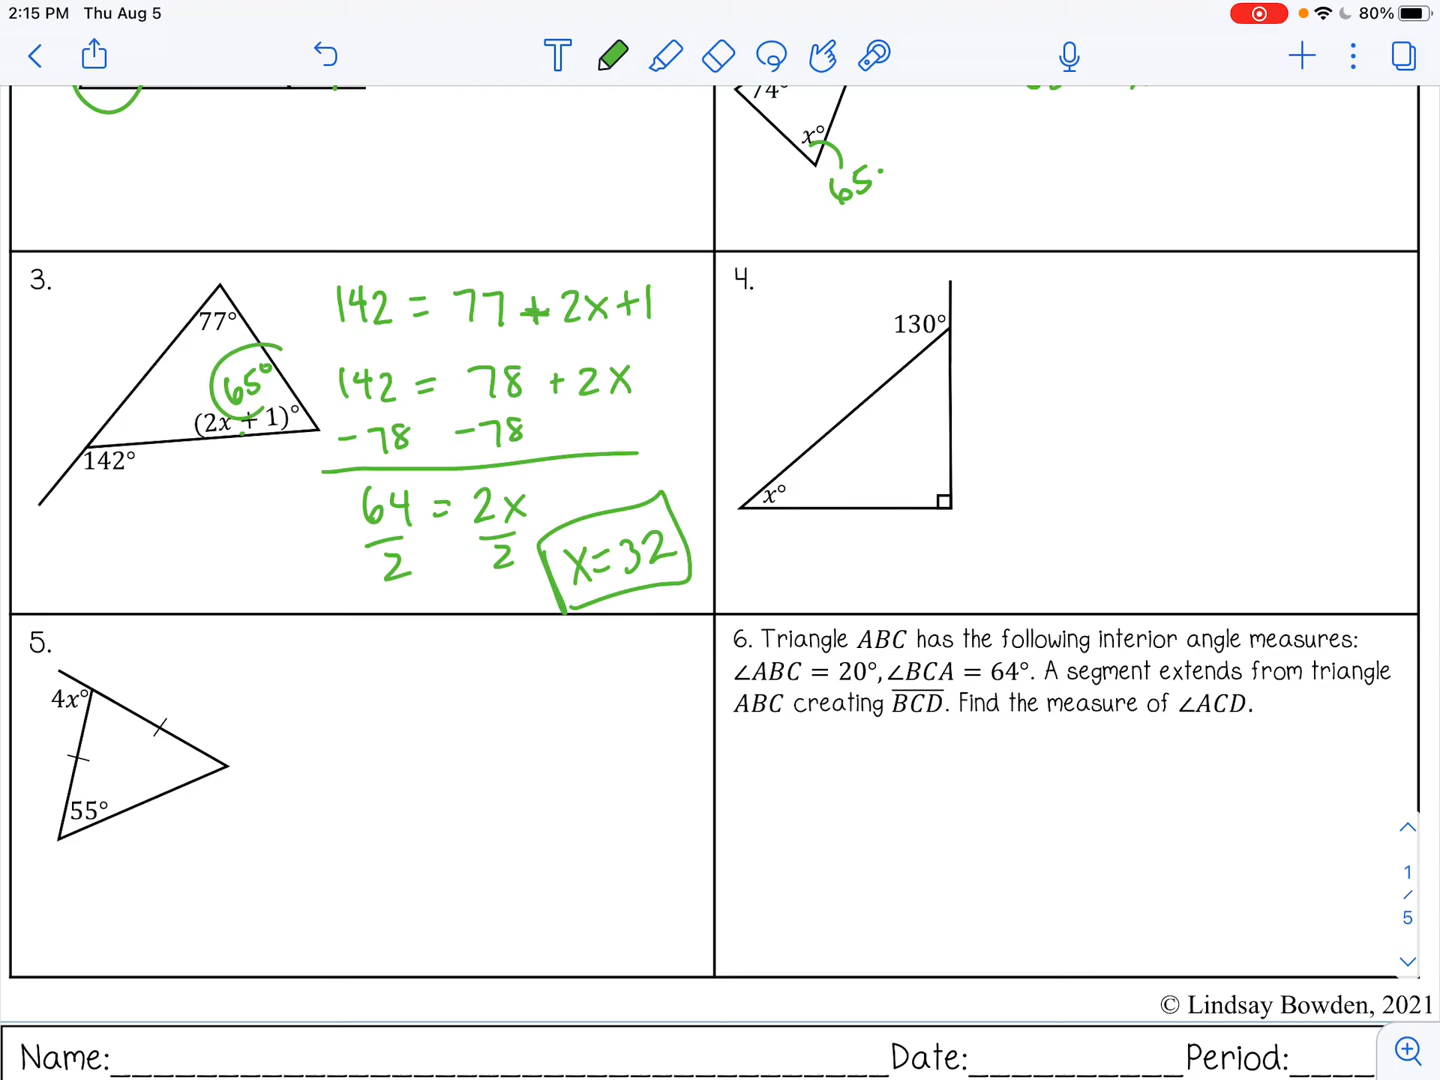 2:15 PM Thu Aug 5
80%
T
74°
x°
65°
3.
77°
65°
(2x + 1)°
142°
142 = 77 + 2x + 1
142 = 78 + 2x
- 78 - 78
64 = 2x
2 2
x = 32
4.
130°
x°
5.
4x°
55°
6. Triangle ABC has the following interior angle measures:
∠ABC = 20°, ∠BCA = 64°. A segment extends from triangle
ABC creating B̅C̅D̅. Find the measure of ∠ACD.
1
/
5
© Lindsay Bowden, 2021
Name:________________________________ Date:__________ Period:____